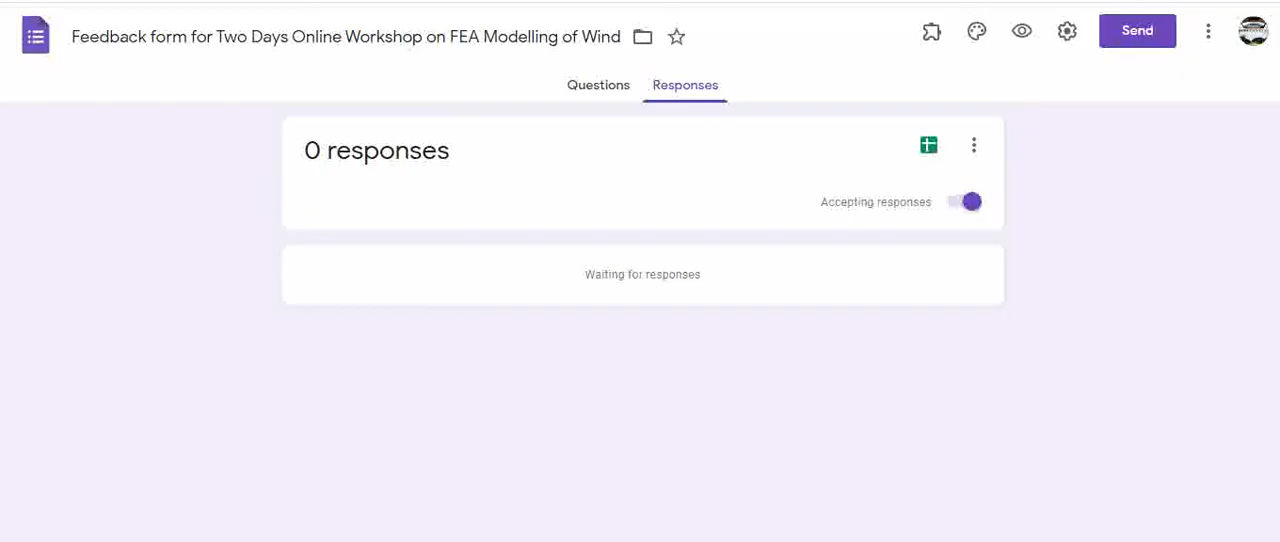 Feedback form for Two Days Online Workshop on FEA Modelling of Wind
Send
Questions Responses
0 responses
Accepting responses
Waiting for responses